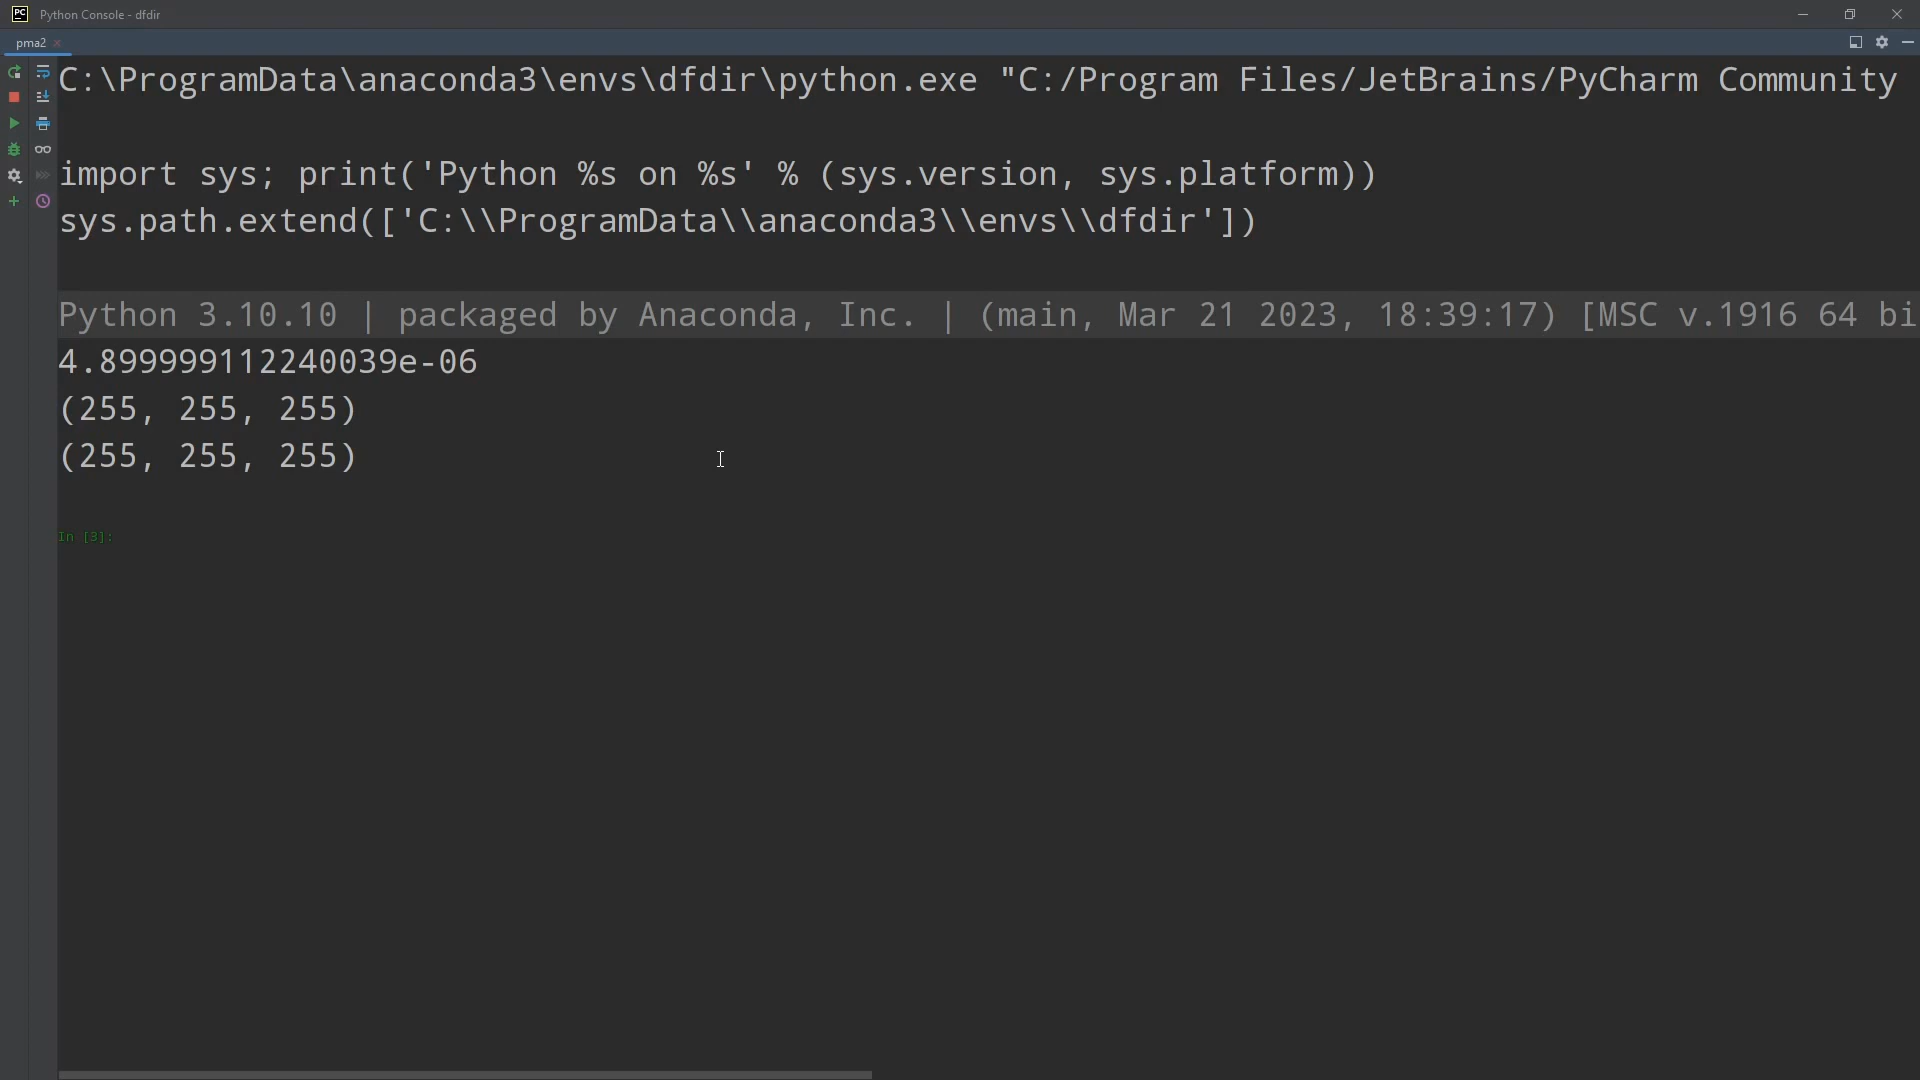 PC Python Console - dfdir
pma2
C:\ProgramData\anaconda3\envs\dfdir\python.exe "C:/Program Files/JetBrains/PyCharm Community
import sys; print('Python %s on %s' % (sys.version, sys.platform))
sys.path.extend(['C:\\ProgramData\\anaconda3\\envs\\dfdir'])
Python 3.10.10 | packaged by Anaconda, Inc. | (main, Mar 21 2023, 18:39:17) [MSC v.1916 64 bi
4.899999112240039e-06
(255, 255, 255)
(255, 255, 255)
In [3]: